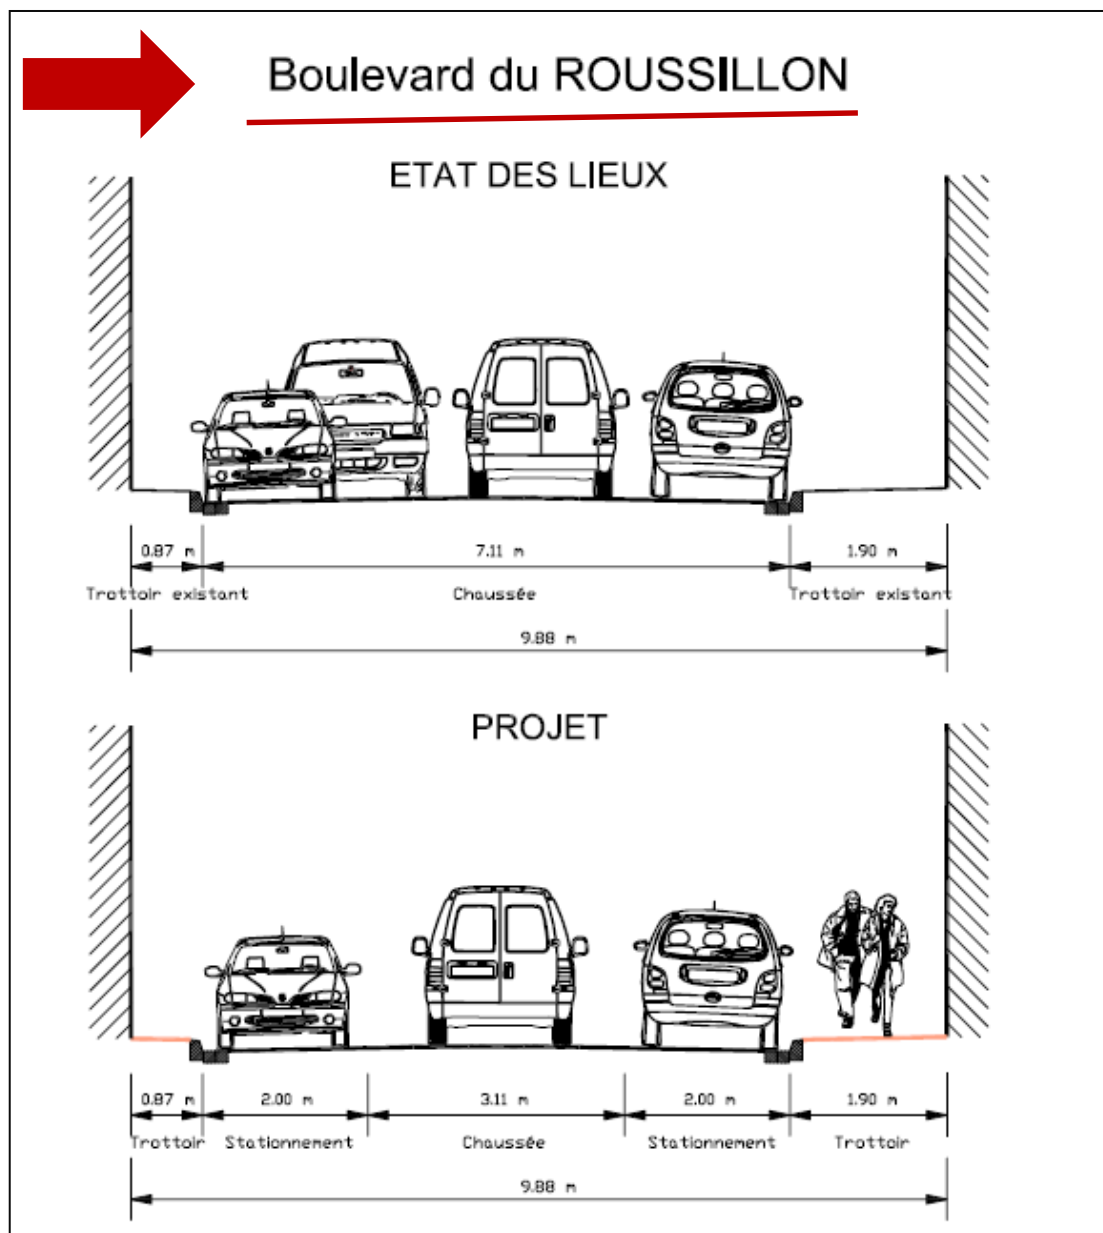 Boulevard du ROUSSILLON
ETAT DES LIEUX
0.87 m 7.11 m 1.90 m
Trottoir existant Chaussée Trottoir existant
9.88 m
PROJET
0.87 m 2.00 m 3.11 m 2.00 m 1.90 m
Trottoir Stationnement Chaussée Stationnement Trottoir
9.88 m